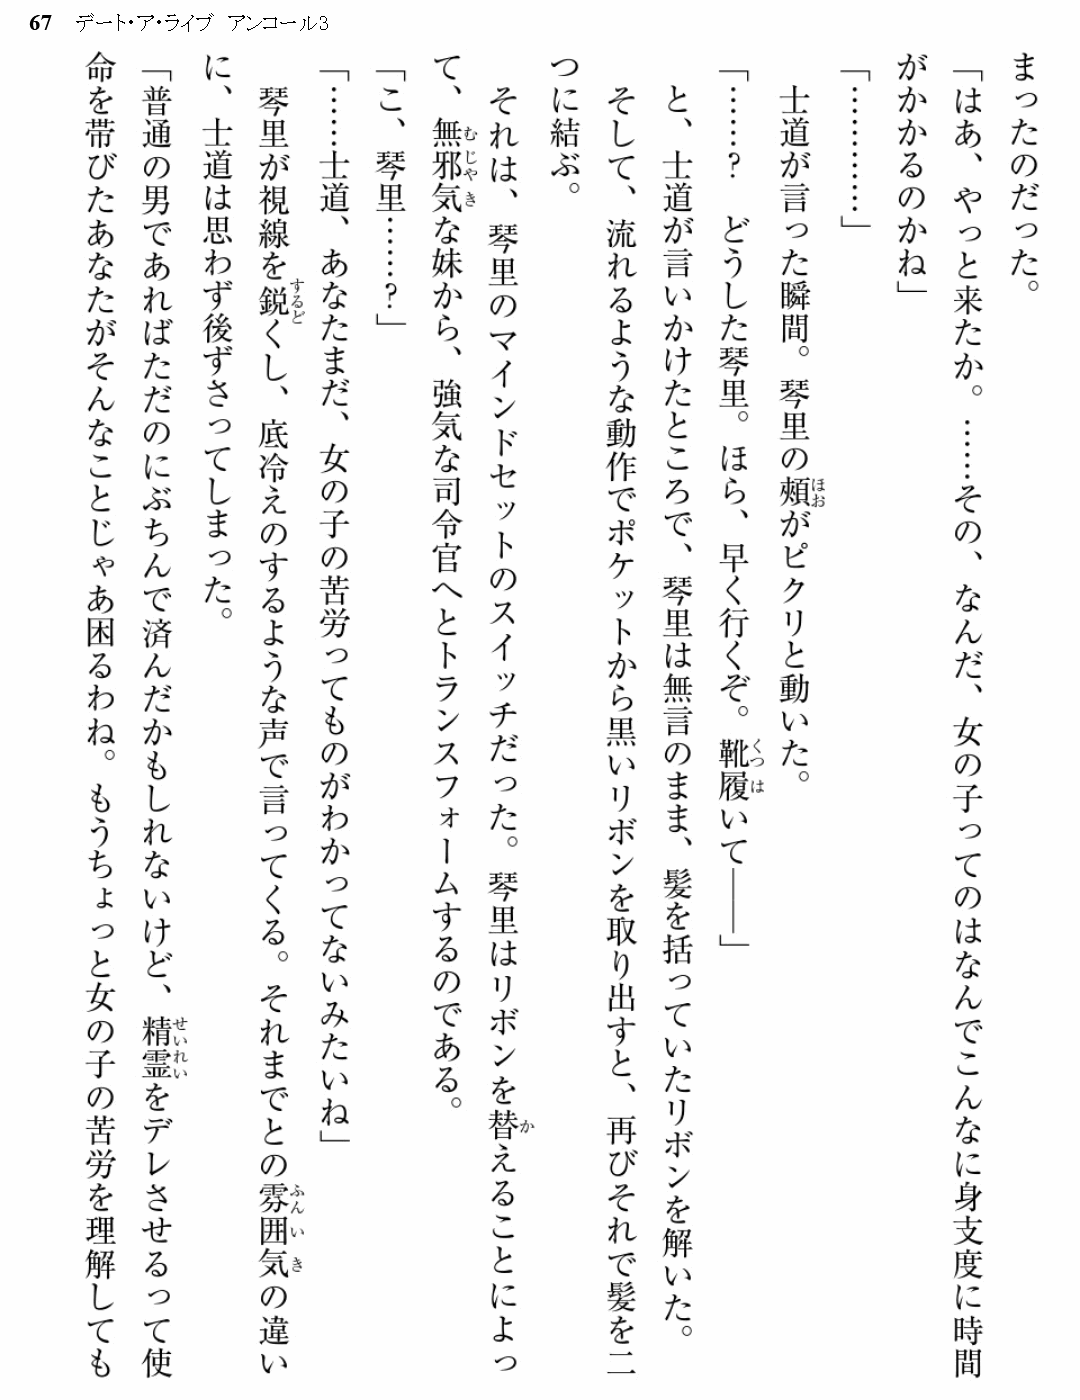 67 デート・ア・ライブ アンコール3
まったのだった。
「はあ、やっと来たか。……その、なんだ、女の子ってのはなんでこんなに身支度に時間
がかかるのかね」
「…………」
士道が言った瞬間。琴里の頰がピクリと動いた。
「……? どうした琴里。ほら、早く行くぞ。靴履いて――」
と、士道が言いかけたところで、琴里は無言のまま、髪を括っていたリボンを解いた。
そして、流れるような動作でポケットから黒いリボンを取り出すと、再びそれで髪を二
つに結ぶ。
それは、琴里のマインドセットのスイッチだった。琴里はリボンを替えることによっ
て、無邪気な妹から、強気な司令官へとトランスフォームするのである。
「こ、琴里……?」
「……士道、あなたまだ、女の子の苦労ってものがわかってないみたいね」
琴里が視線を鋭くし、底冷えのするような声で言ってくる。それまでとの雰囲気の違い
に、士道は思わず後ずさってしまった。
「普通の男であればただのにぶちんで済んだかもしれないけど、精霊をデレさせるって使
命を帯びたあなたがそんなことじゃあ困るわね。もうちょっと女の子の苦労を理解しても